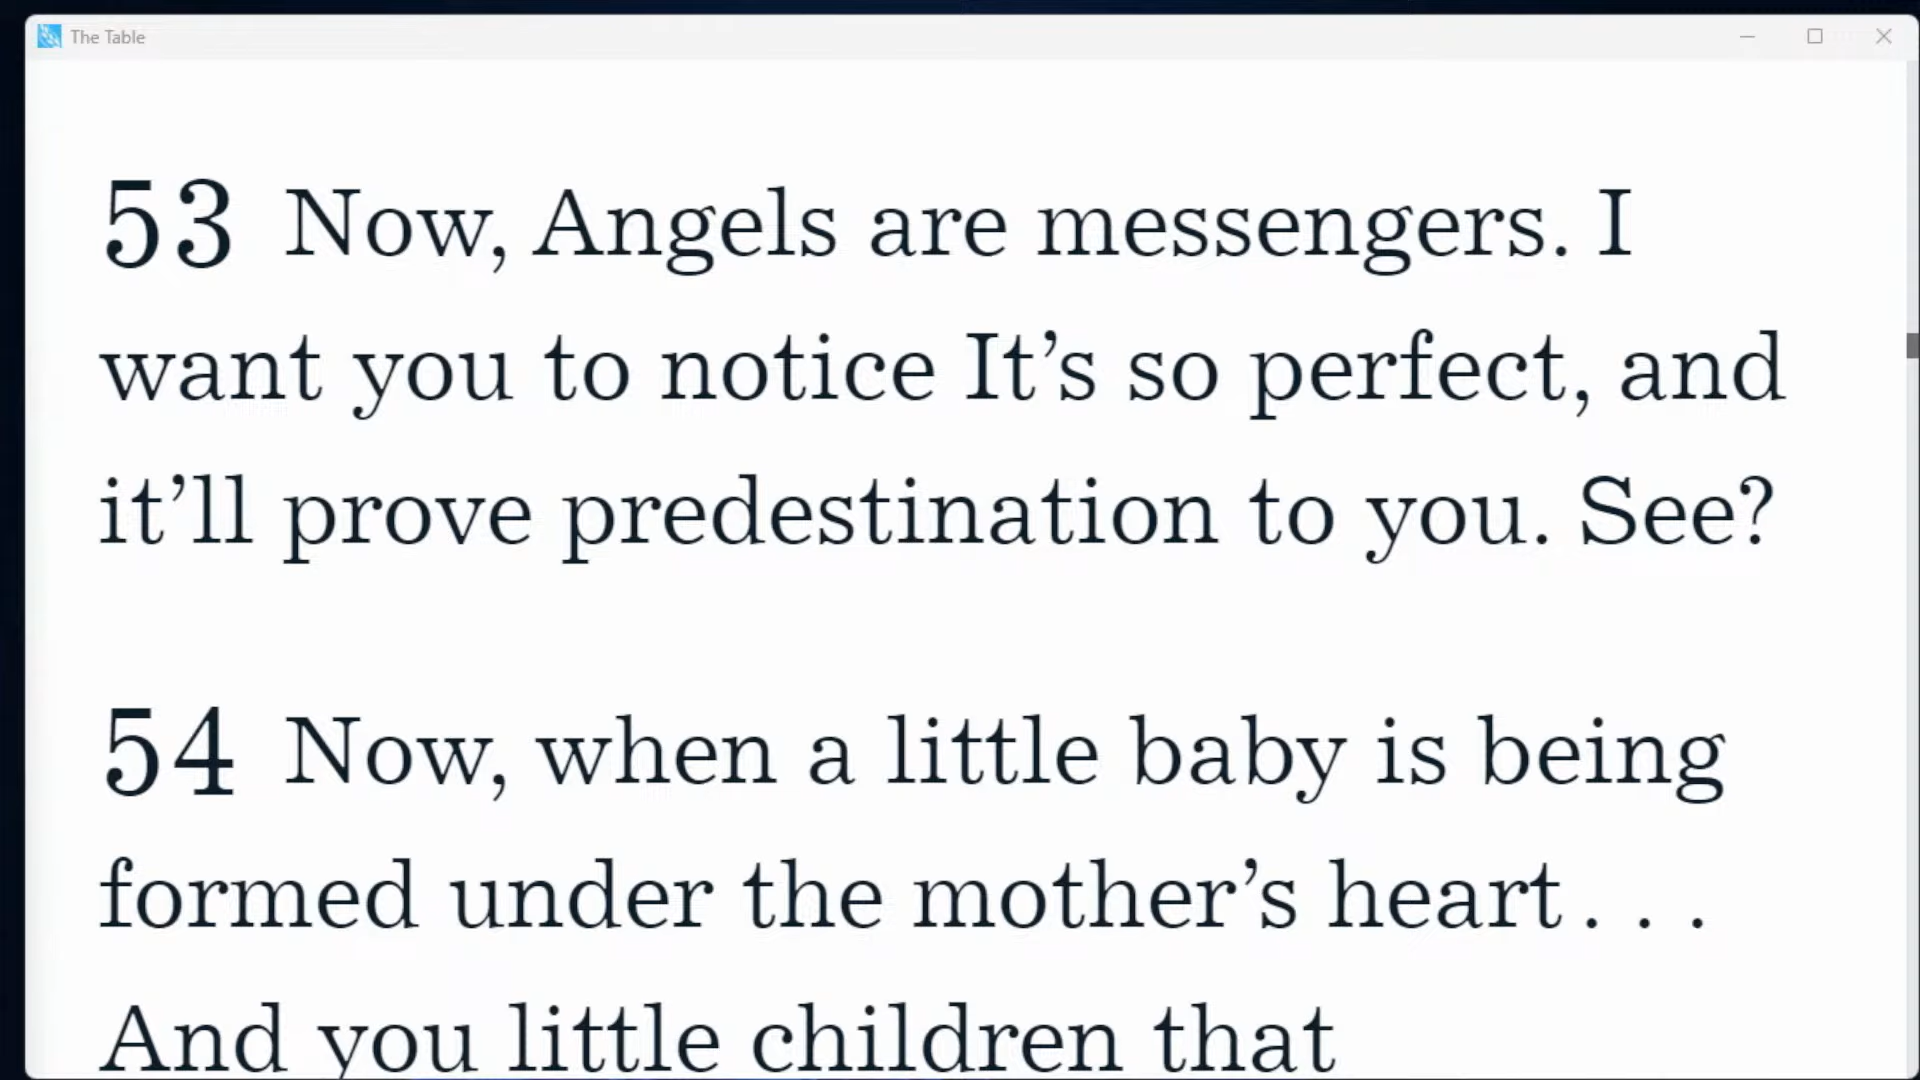 The Table
53 Now, Angels are messengers. I
want you to notice It’s so perfect, and
it’ll prove predestination to you. See?
54 Now, when a little baby is being
formed under the mother’s heart . . .
And you little children that